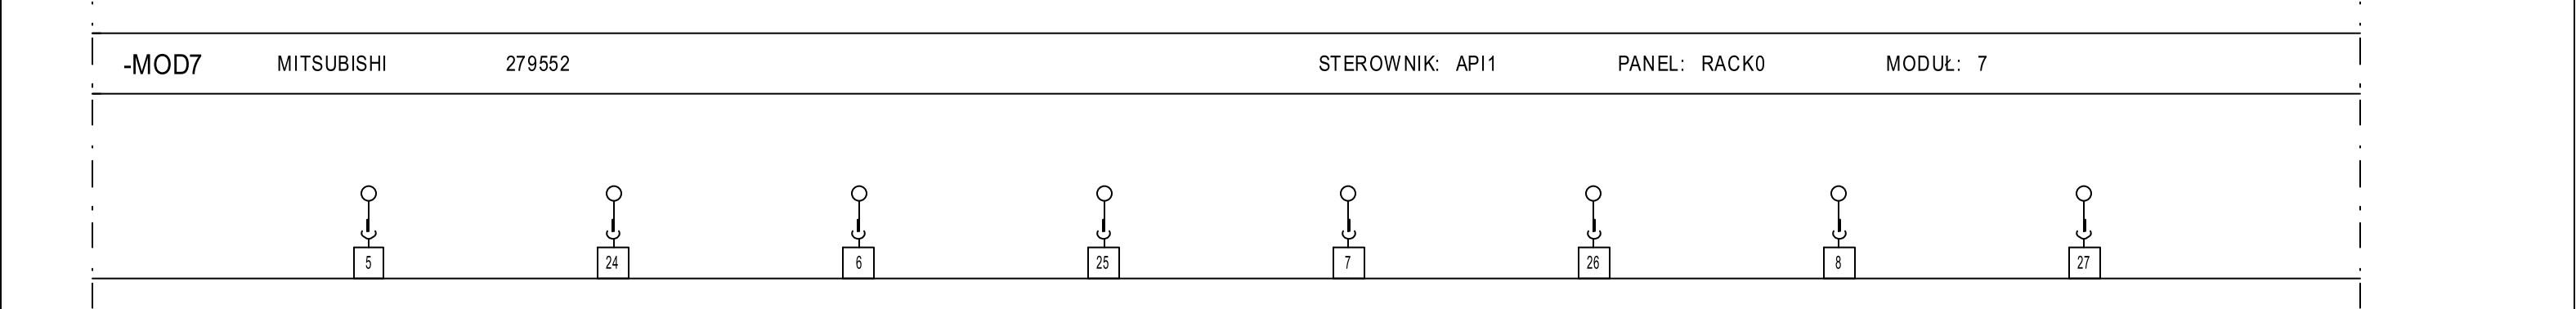 -MOD7 MITSUBISHI 279552 STEROWNIK: API1 PANEL: RACK0 MODUŁ: 7
5 24 6 25 7 26 8 27